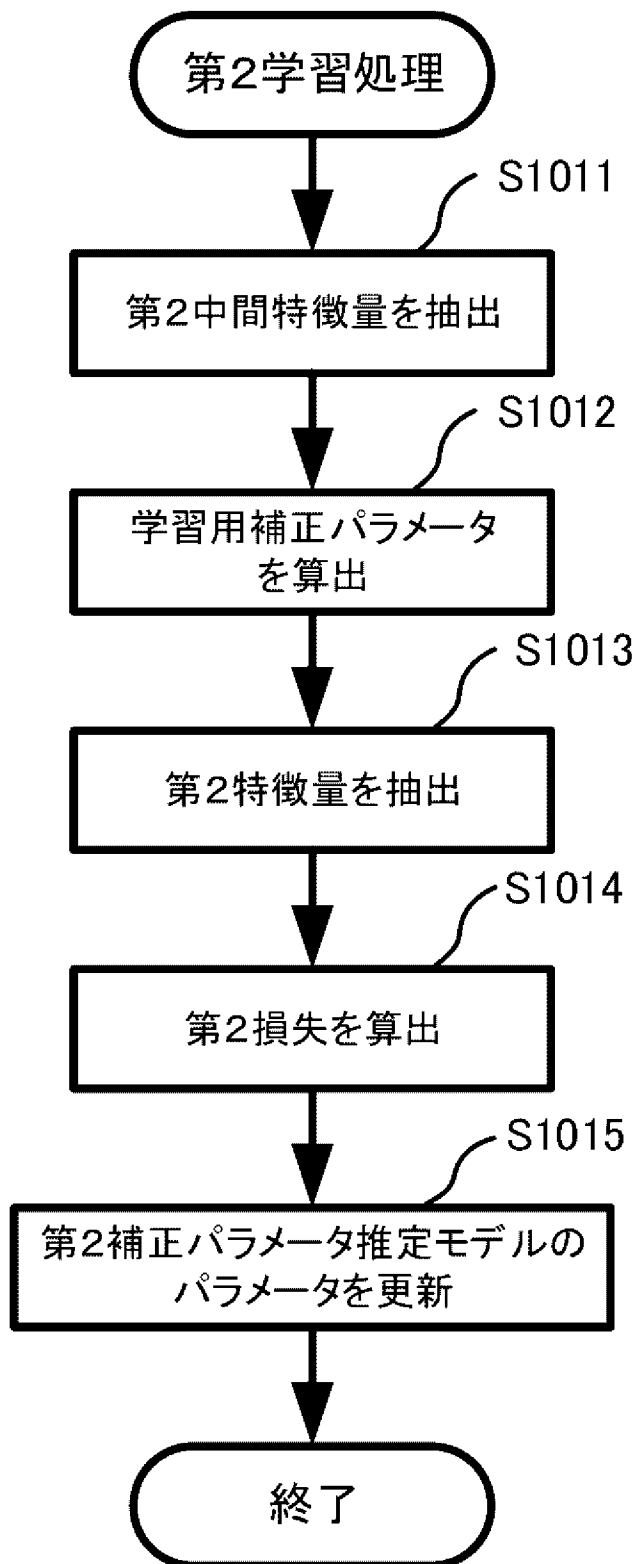 第2学習処理
S1011
第2中間特徴量を抽出
S1012
学習用補正パラメータ
を算出
S1013
第2特徴量を抽出
S1014
第2損失を算出
S1015
第2補正パラメータ推定モデルの
パラメータを更新
終了